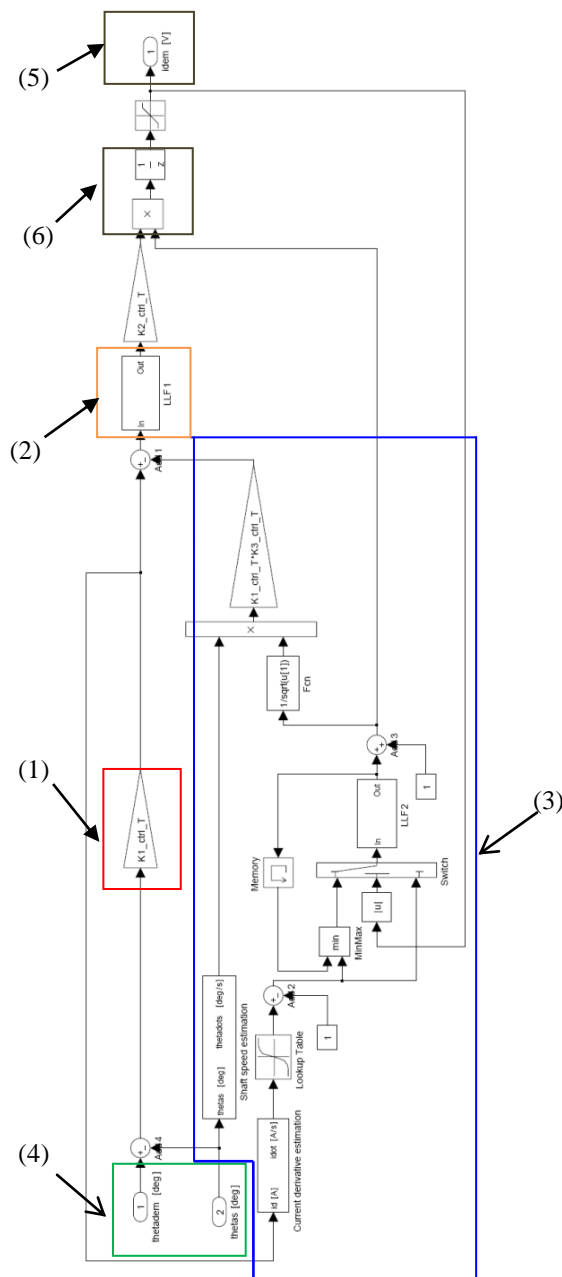 (5)
1
idem [V]
(6)
1
z
×
K2_ctrl_T
(2)
In
Out
LLF1
+-
Add1
K1_ctrl_T*K3_ctrl_T
×
1/sqrt(u[1])
Fcn
(1)
K1_ctrl_T
++
Add3
1
(3)
In
Out
LLF2
Memory
Switch
|u|
min
MinMax
thetas [deg]
thetadots [deg/s]
Shaft speed estimation
+-
Add2
1
Lookup Table
id [A]
idot [A/s]
Current derivative estimation
(4)
+-
Add4
1
thetadem [deg]
2
thetas [deg]